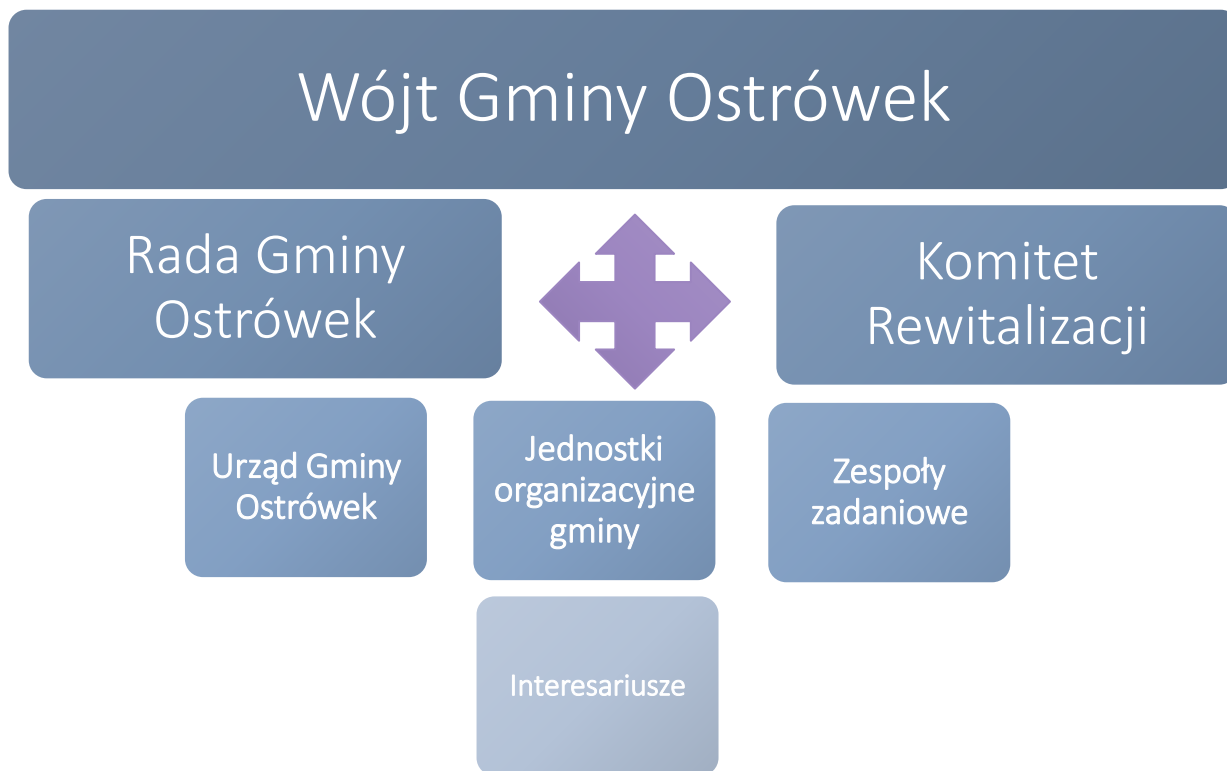 Wójt Gminy Ostrówek
Rada Gminy
Ostrówek
Komitet
Rewitalizacji
Urząd Gminy
Ostrówek
Jednostki
organizacyjne
gminy
Zespoły
zadaniowe
Interesariusze